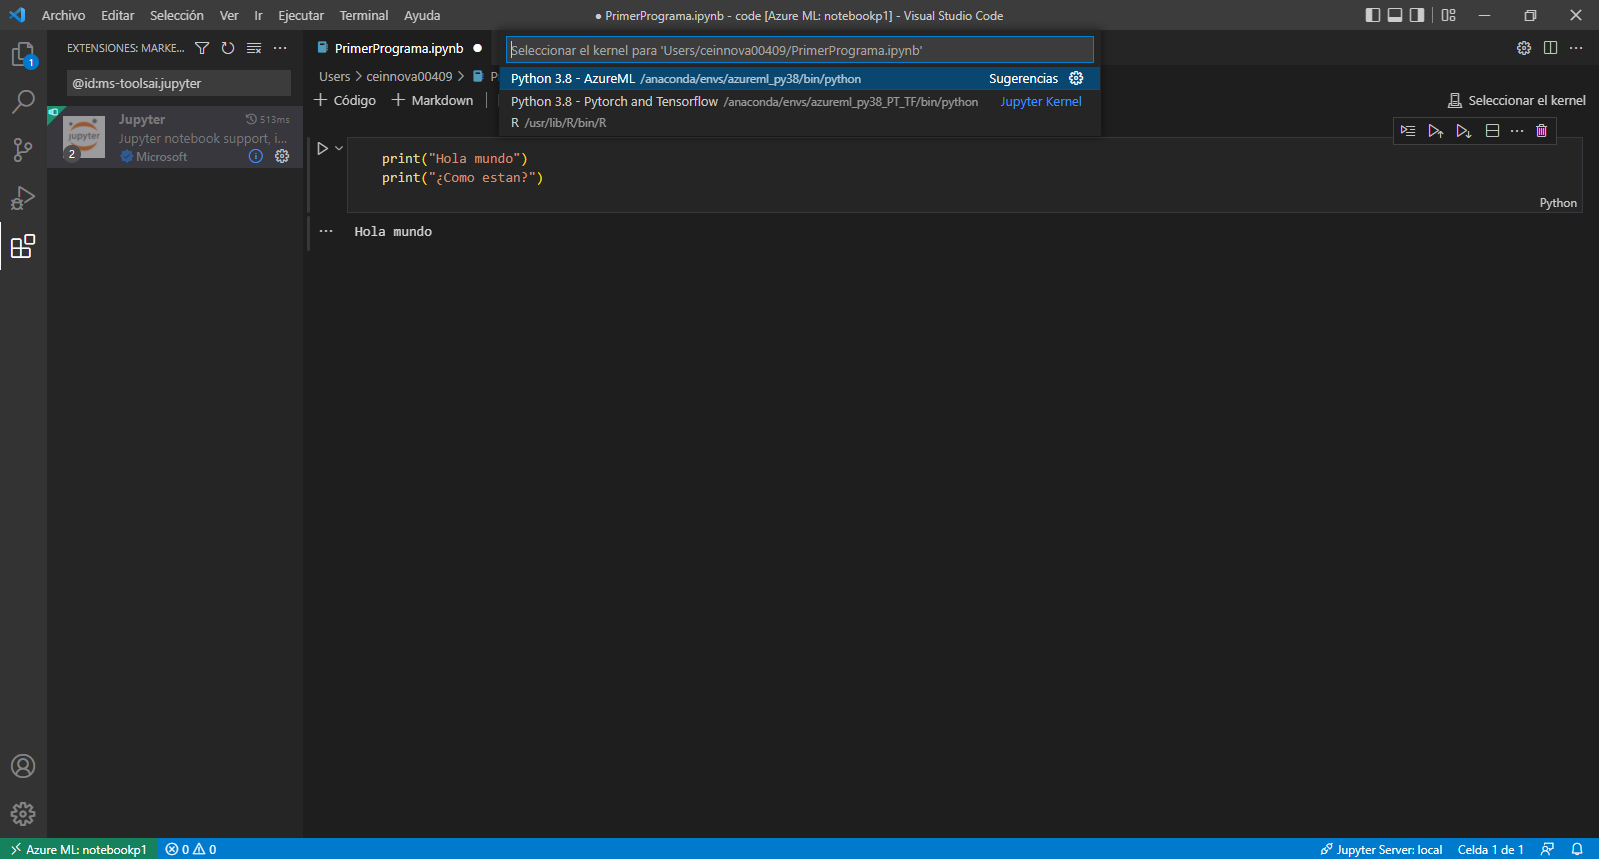 Archivo Editar Selección Ver Ir Ejecutar Terminal Ayuda
● PrimerPrograma.ipynb - code [Azure ML: notebookp1] - Visual Studio Code
EXTENSIONES: MARKE...
@id:ms-toolsai.jupyter
Jupyter 513ms
Jupyter notebook support, i...
Microsoft
jupyter
2
1
PrimerPrograma.ipynb ●
Users > ceinnova00409 > P
+ Código + Markdown
Seleccionar el kernel para 'Users/ceinnova00409/PrimerPrograma.ipynb'
Python 3.8 - AzureML /anaconda/envs/azureml_py38/bin/python Sugerencias
Python 3.8 - Pytorch and Tensorflow /anaconda/envs/azureml_py38_PT_TF/bin/python Jupyter Kernel
R /usr/lib/R/bin/R
Seleccionar el kernel
print("Hola mundo")
print("¿Como estan?")
Python
... Hola mundo
Azure ML: notebookp1 0 0
Jupyter Server: local Celda 1 de 1